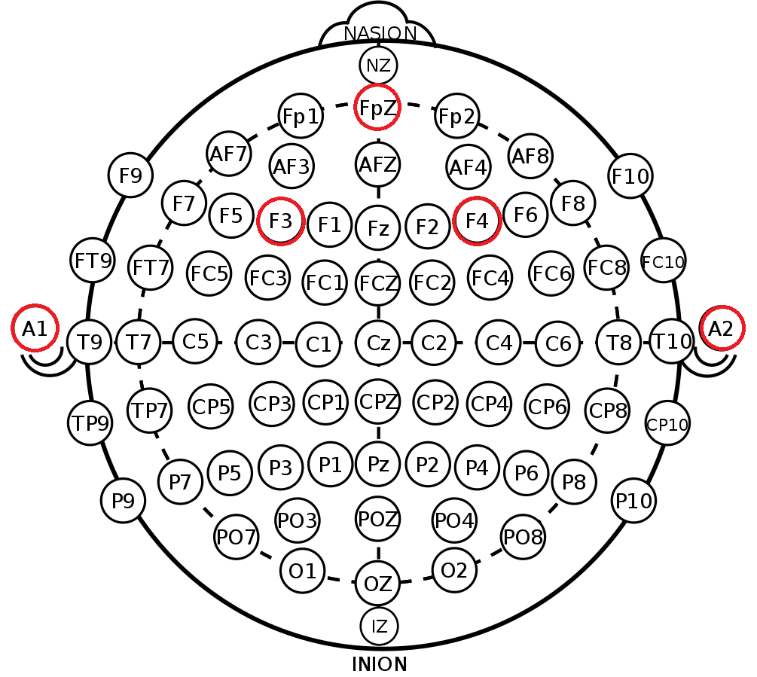 NASION
NZ
Fp1 FpZ Fp2
AF7 AF3 AFZ AF4 AF8
F9 F10
F7 F5 F3 F1 Fz F2 F4 F6 F8
FT9 FT7 FC5 FC3 FC1 FCZ FC2 FC4 FC6 FC8 FC10
A1 A2
T9 T7 C5 C3 C1 Cz C2 C4 C6 T8 T10
TP9 TP7 CP5 CP3 CP1 CPZ CP2 CP4 CP6 CP8 CP10
P9 P7 P5 P3 P1 Pz P2 P4 P6 P8 P10
PO7 PO3 POZ PO4 PO8
O1 OZ O2
IZ
INION